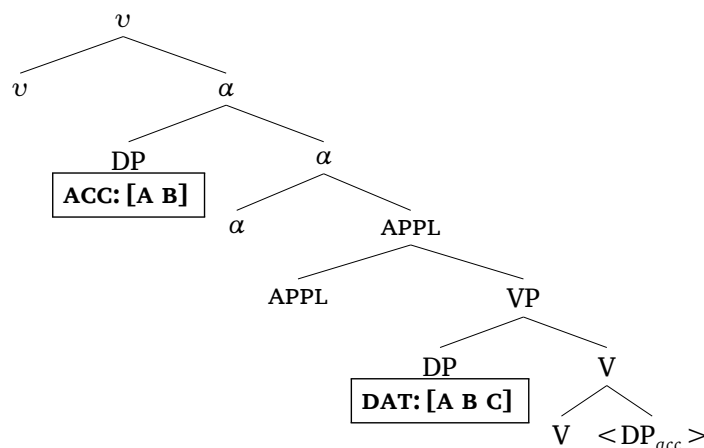 υ
υ α
DP α
ACC: [A B]
α APPL
APPL VP
DP V
DAT: [A B C]
V <DP_acc>